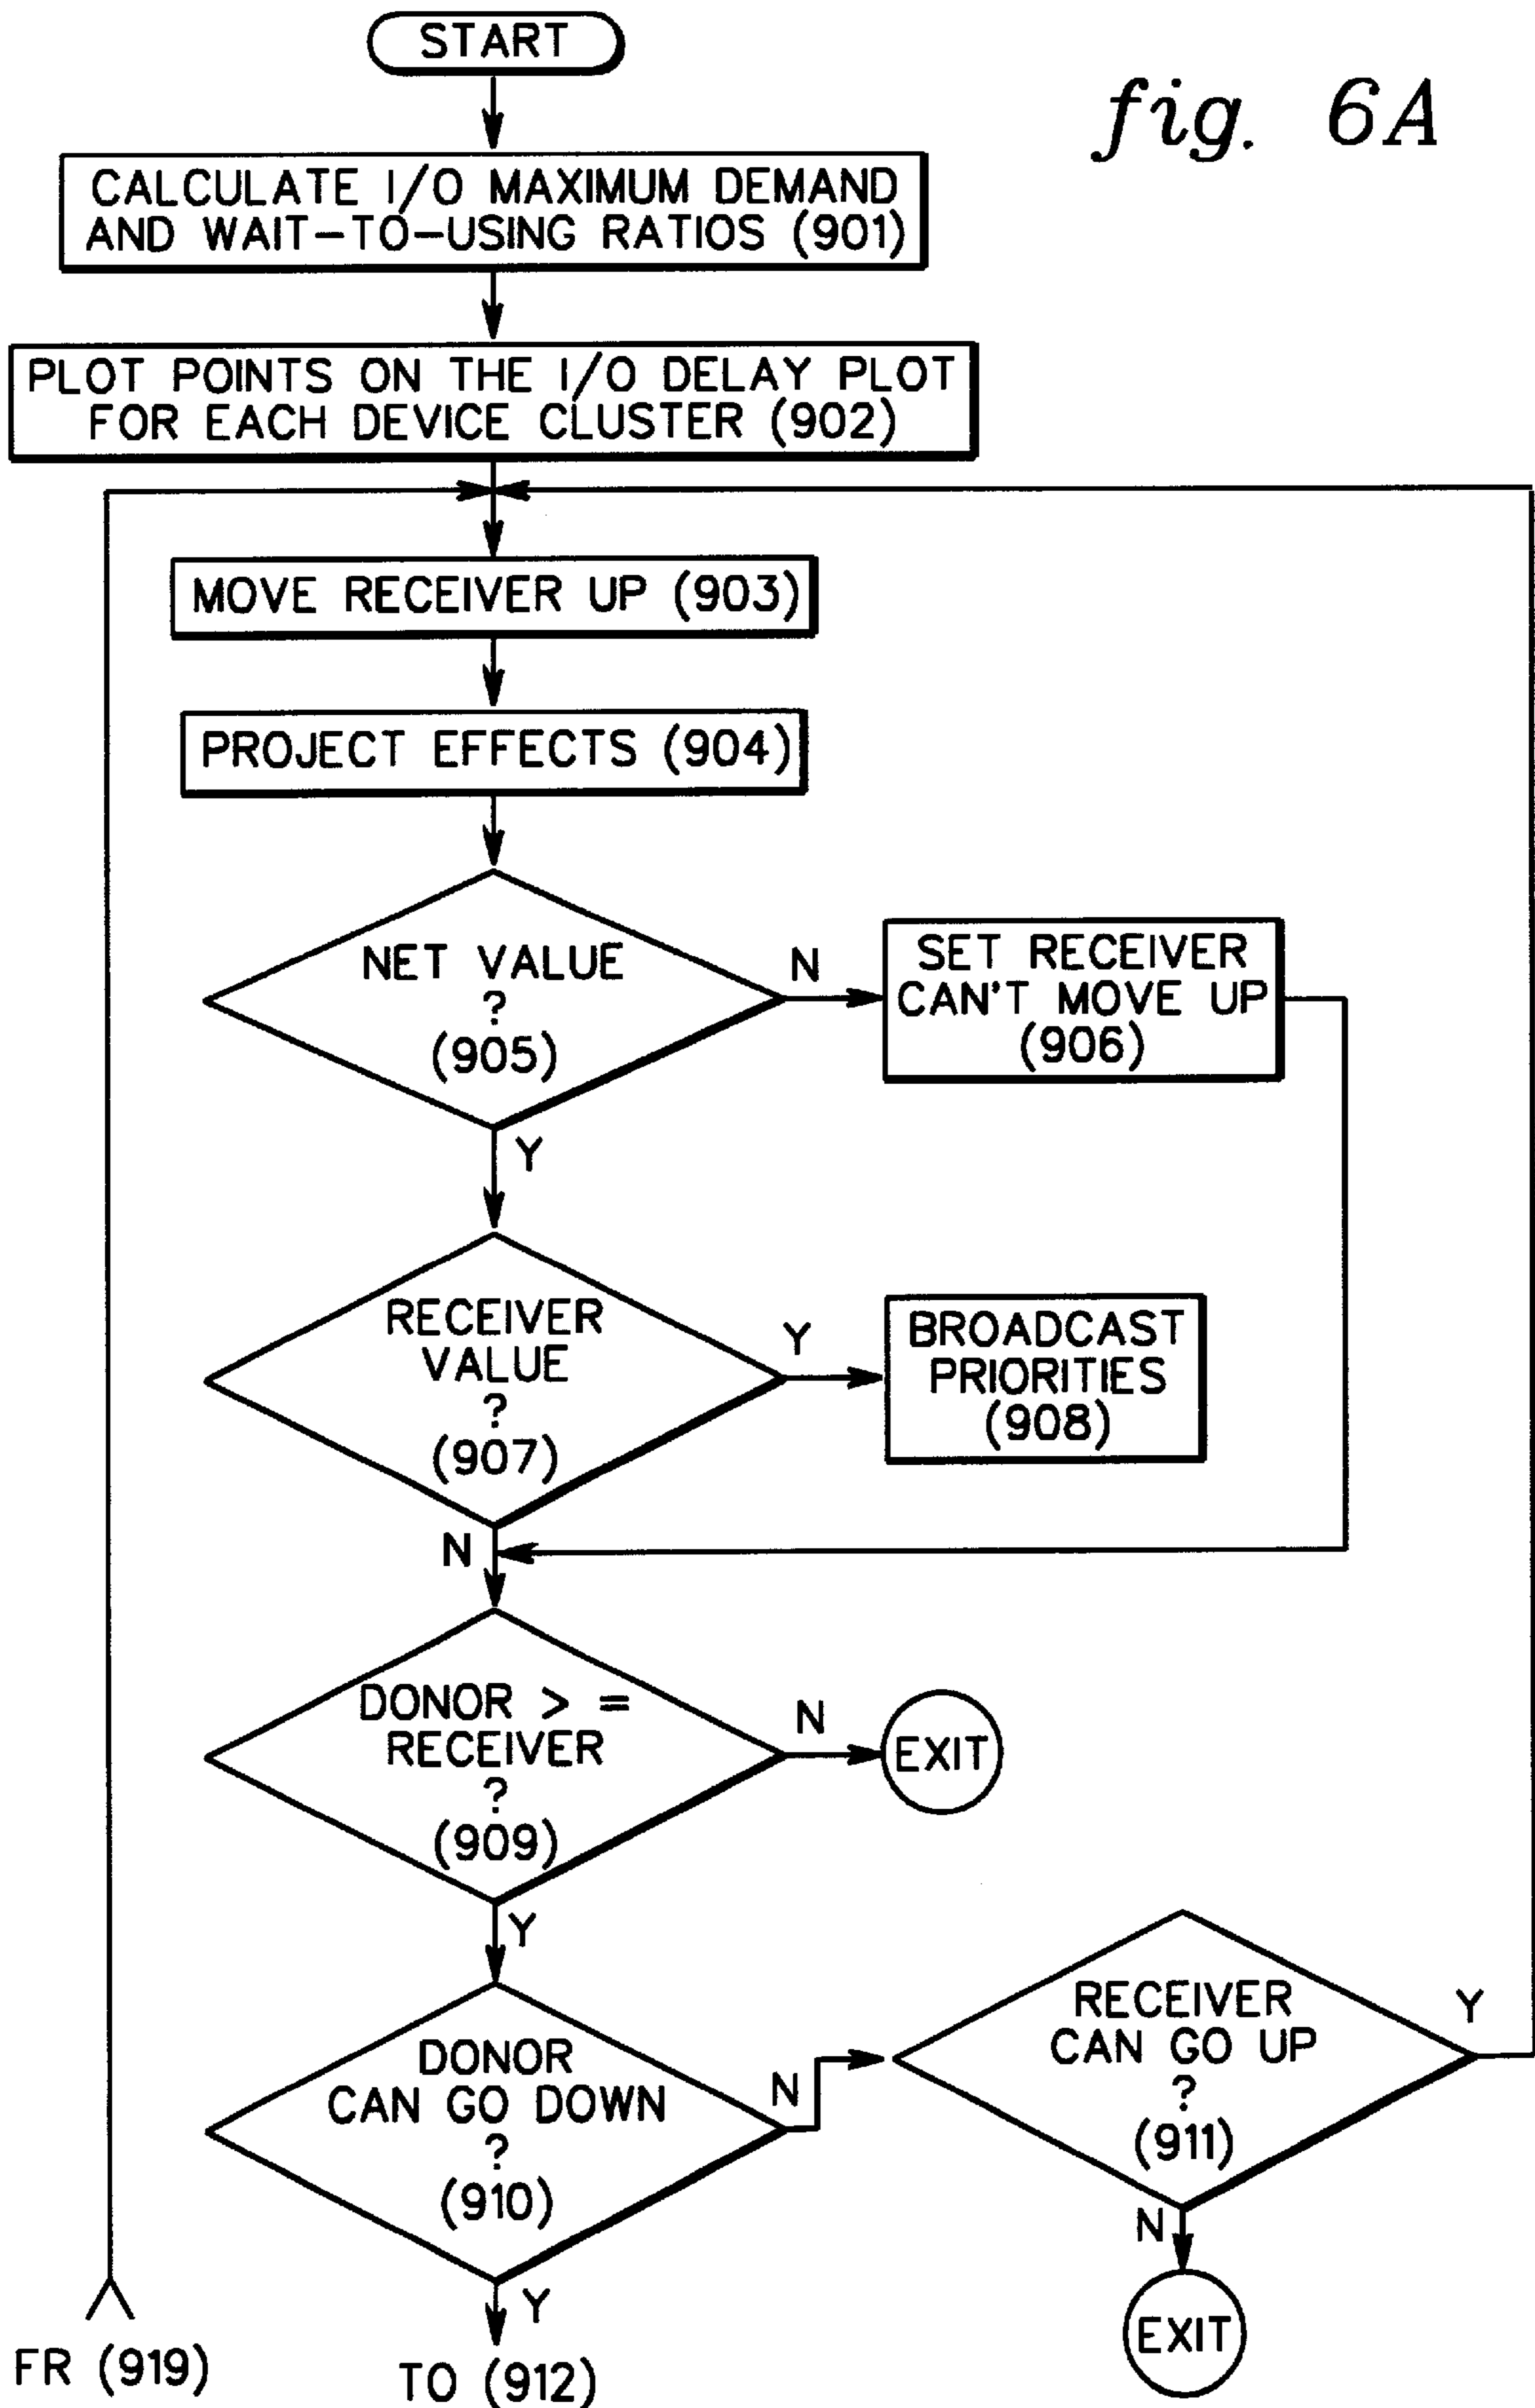 START
fig. 6A
CALCULATE I/O MAXIMUM DEMAND
AND WAIT-TO-USING RATIOS (901)
PLOT POINTS ON THE I/O DELAY PLOT
FOR EACH DEVICE CLUSTER (902)
MOVE RECEIVER UP (903)
PROJECT EFFECTS (904)
NET VALUE
?
(905)
N
SET RECEIVER
CAN'T MOVE UP
(906)
Y
RECEIVER
VALUE
?
(907)
Y
BROADCAST
PRIORITIES
(908)
N
DONOR > =
RECEIVER
?
(909)
N
EXIT
Y
DONOR
CAN GO DOWN
?
(910)
N
RECEIVER
CAN GO UP
?
(911)
Y
N
EXIT
Y
FR (919)
TO (912)